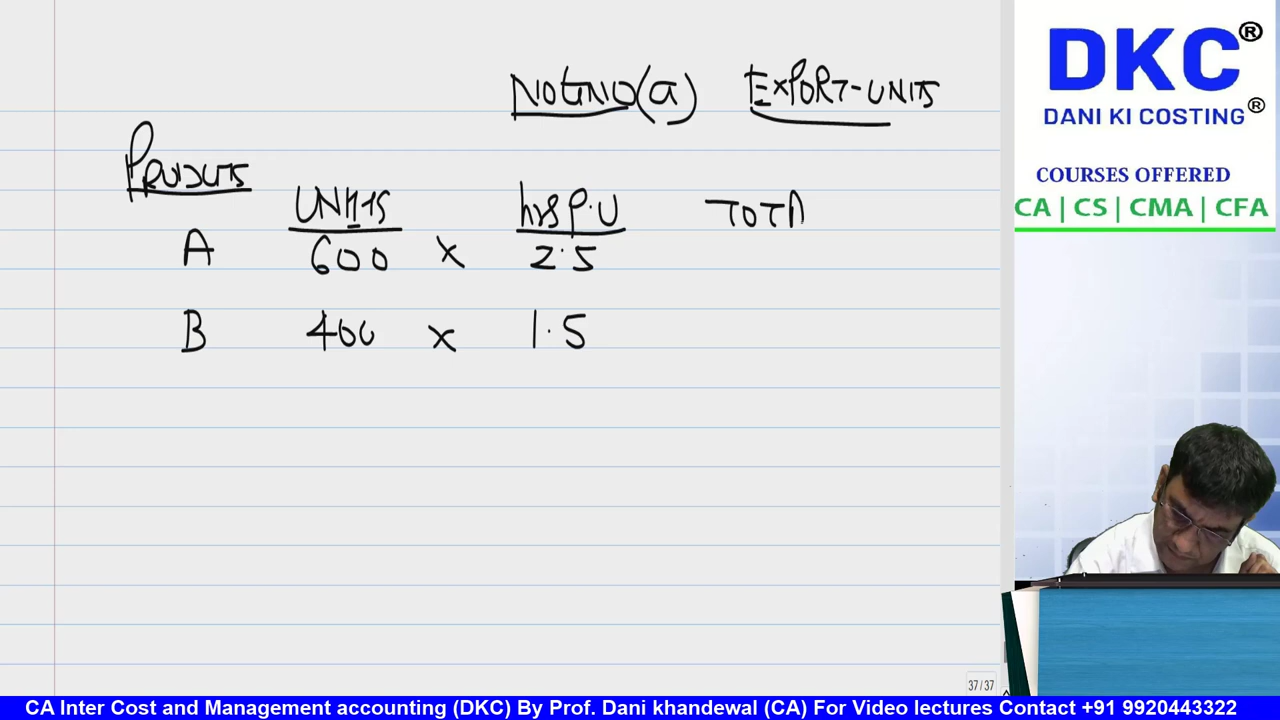 NOTE NO (a) EXPORT-UNITS
PRODUCTS
UNITS hrs P.U TOTA
A 600 x 2.5
B 400 x 1.5
37/37
DKC®
DANI KI COSTING®
COURSES OFFERED
CA | CS | CMA | CFA
CA Inter Cost and Management accounting (DKC) By Prof. Dani khandewal (CA) For Video lectures Contact +91 9920443322